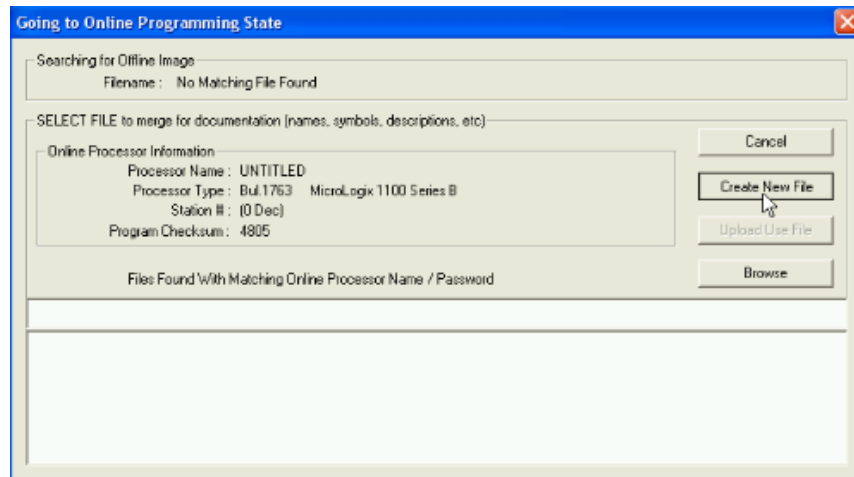 Going to Online Programming State
Searching for Offline Image
Filename : No Matching File Found
SELECT FILE to merge for documentation (names, symbols, descriptions, etc)
Online Processor Information
Processor Name : UNTITLED
Processor Type : Bul.1763 MicroLogix 1100 Series B
Station # : (0 Dec)
Program Checksum : 4805
Cancel
Create New File
Upload Use File
Browse
Files Found With Matching Online Processor Name / Password